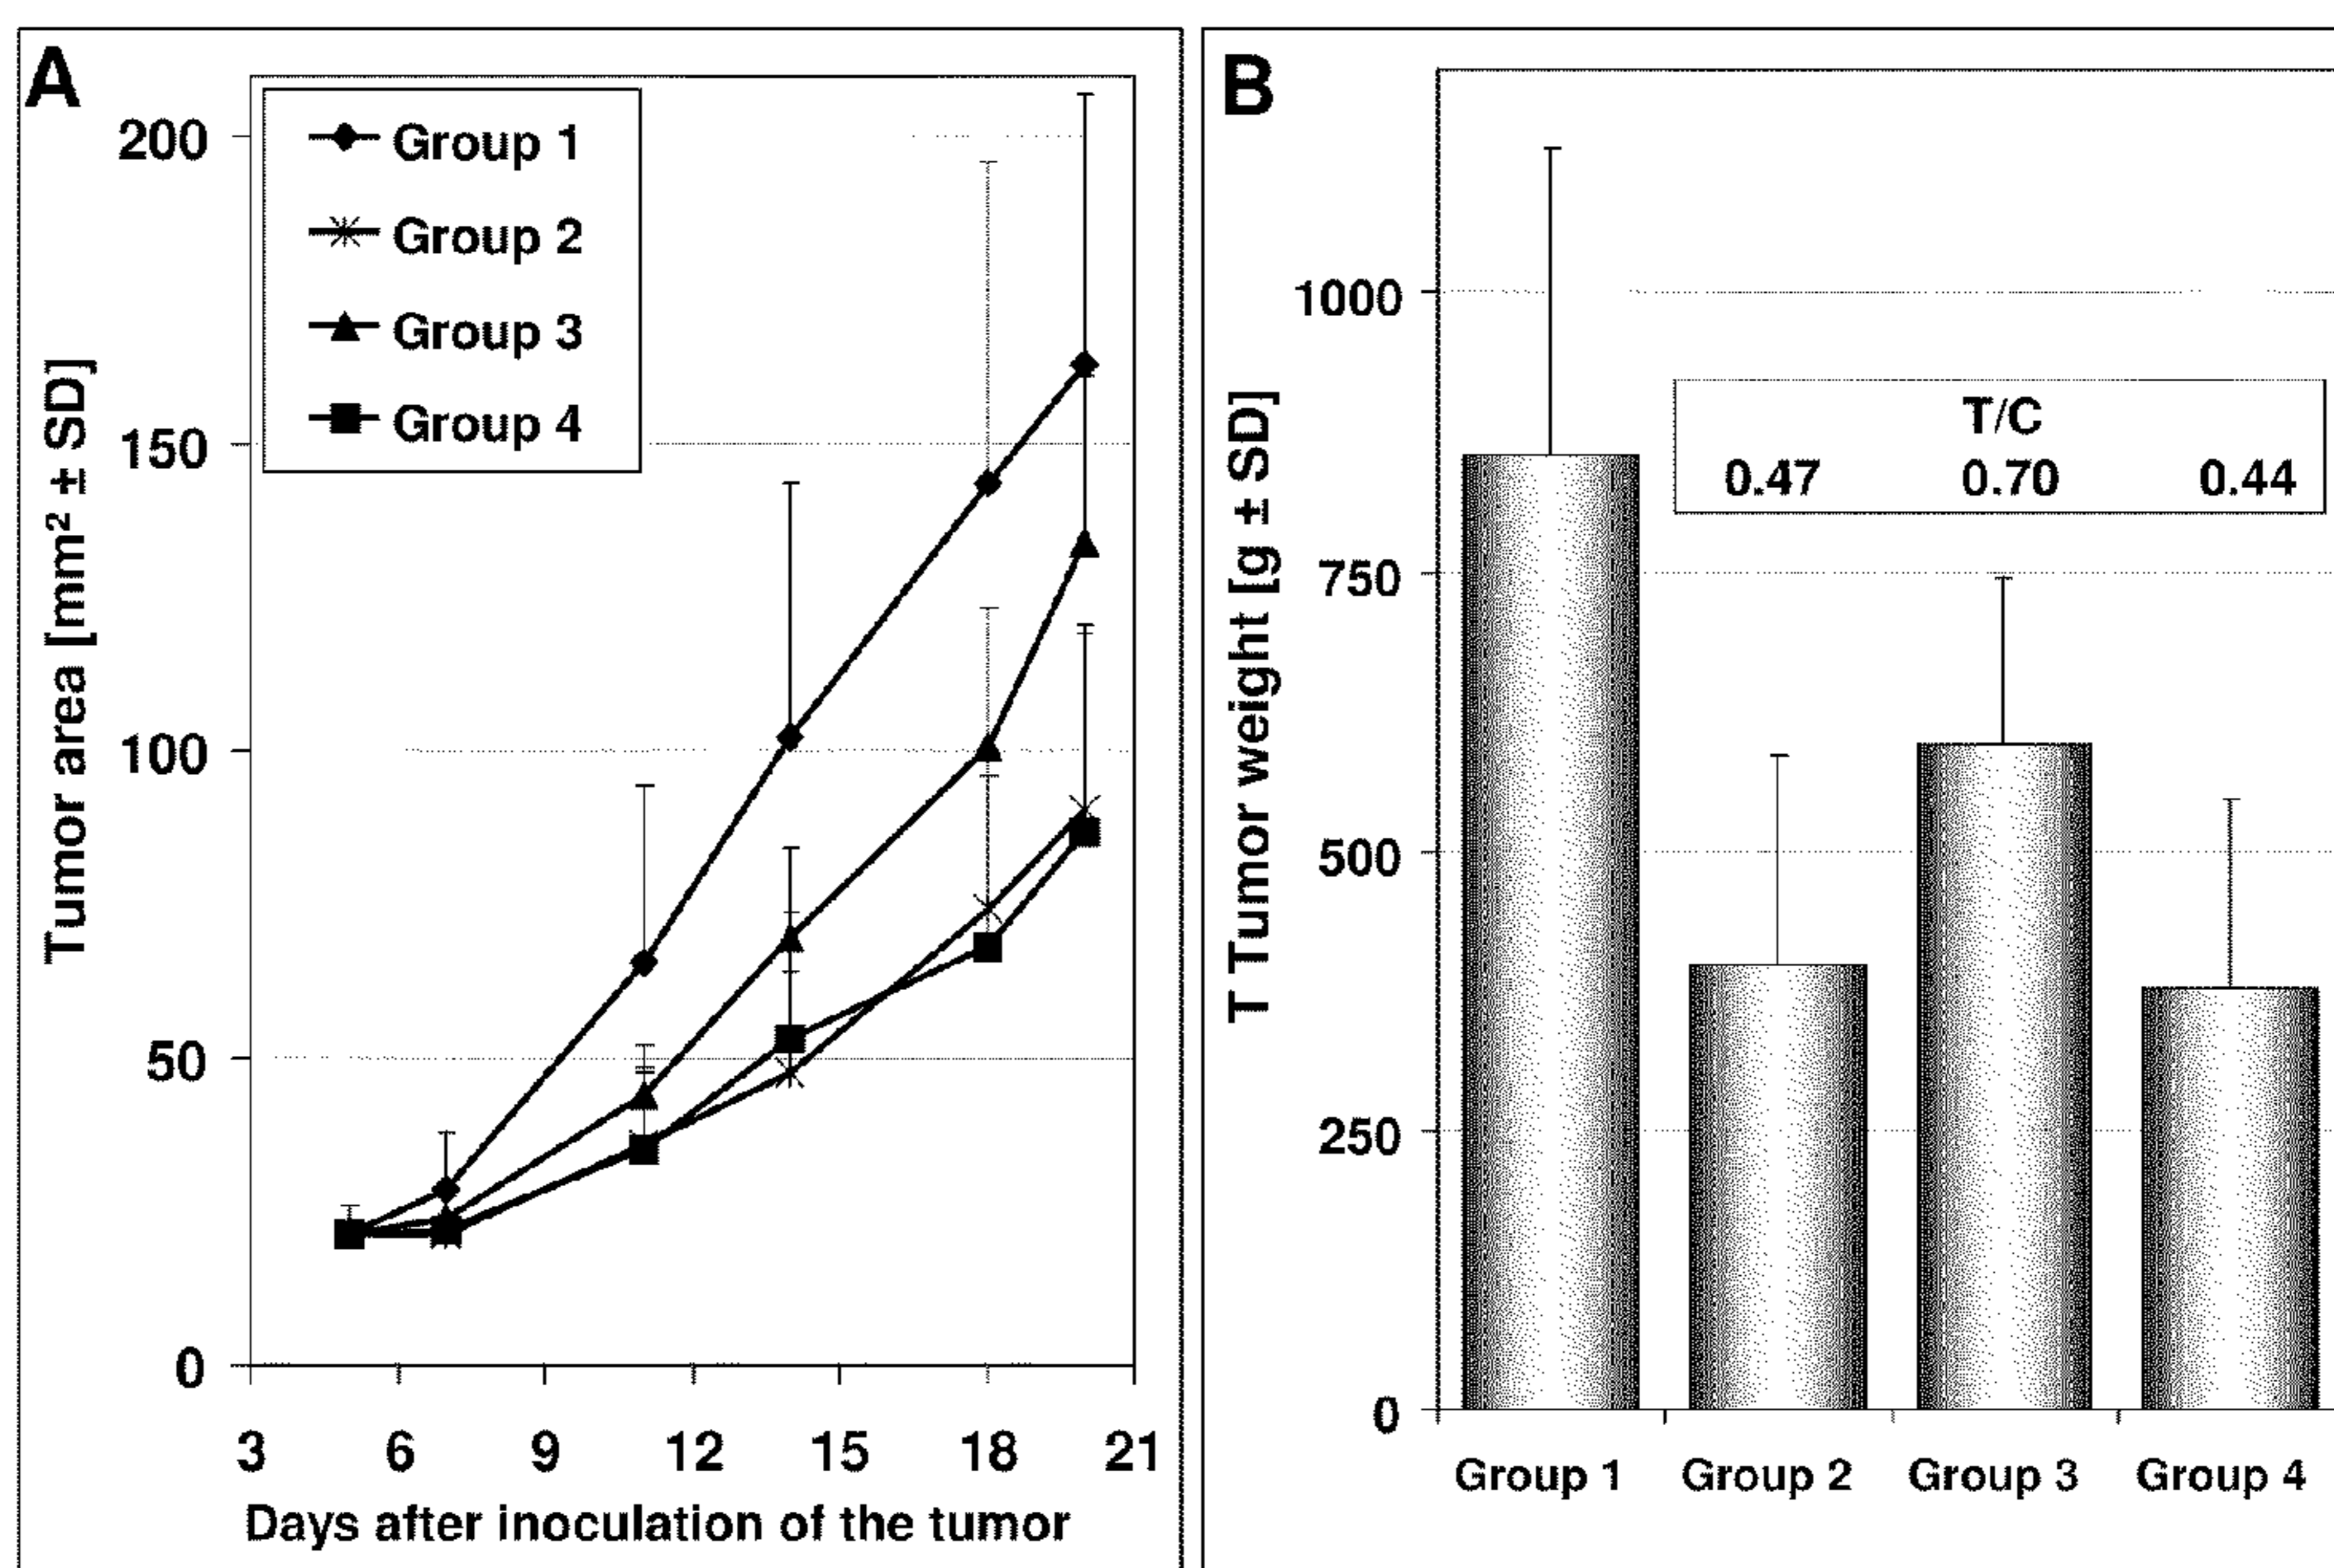 A
200
150
100
50
0
Tumor area [mm² ± SD]
Group 1
Group 2
Group 3
Group 4
3 6 9 12 15 18 21
Days after inoculation of the tumor
B
1000
750
500
250
0
T Tumor weight [g ± SD]
T/C
0.47 0.70 0.44
Group 1 Group 2 Group 3 Group 4